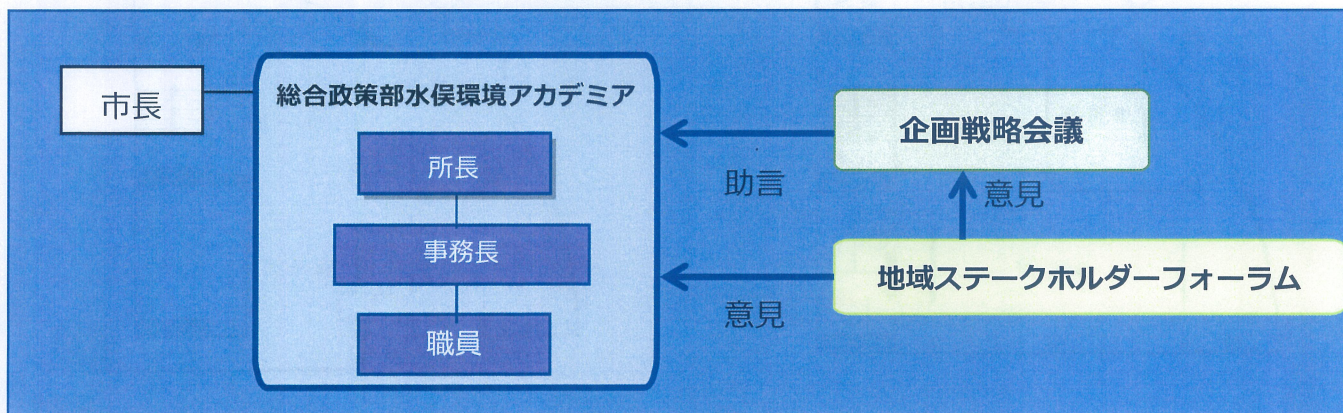 市長
総合政策部水俣環境アカデミア
所長
事務長
職員
助言
意見
企画戦略会議
意見
地域ステークホルダーフォーラム